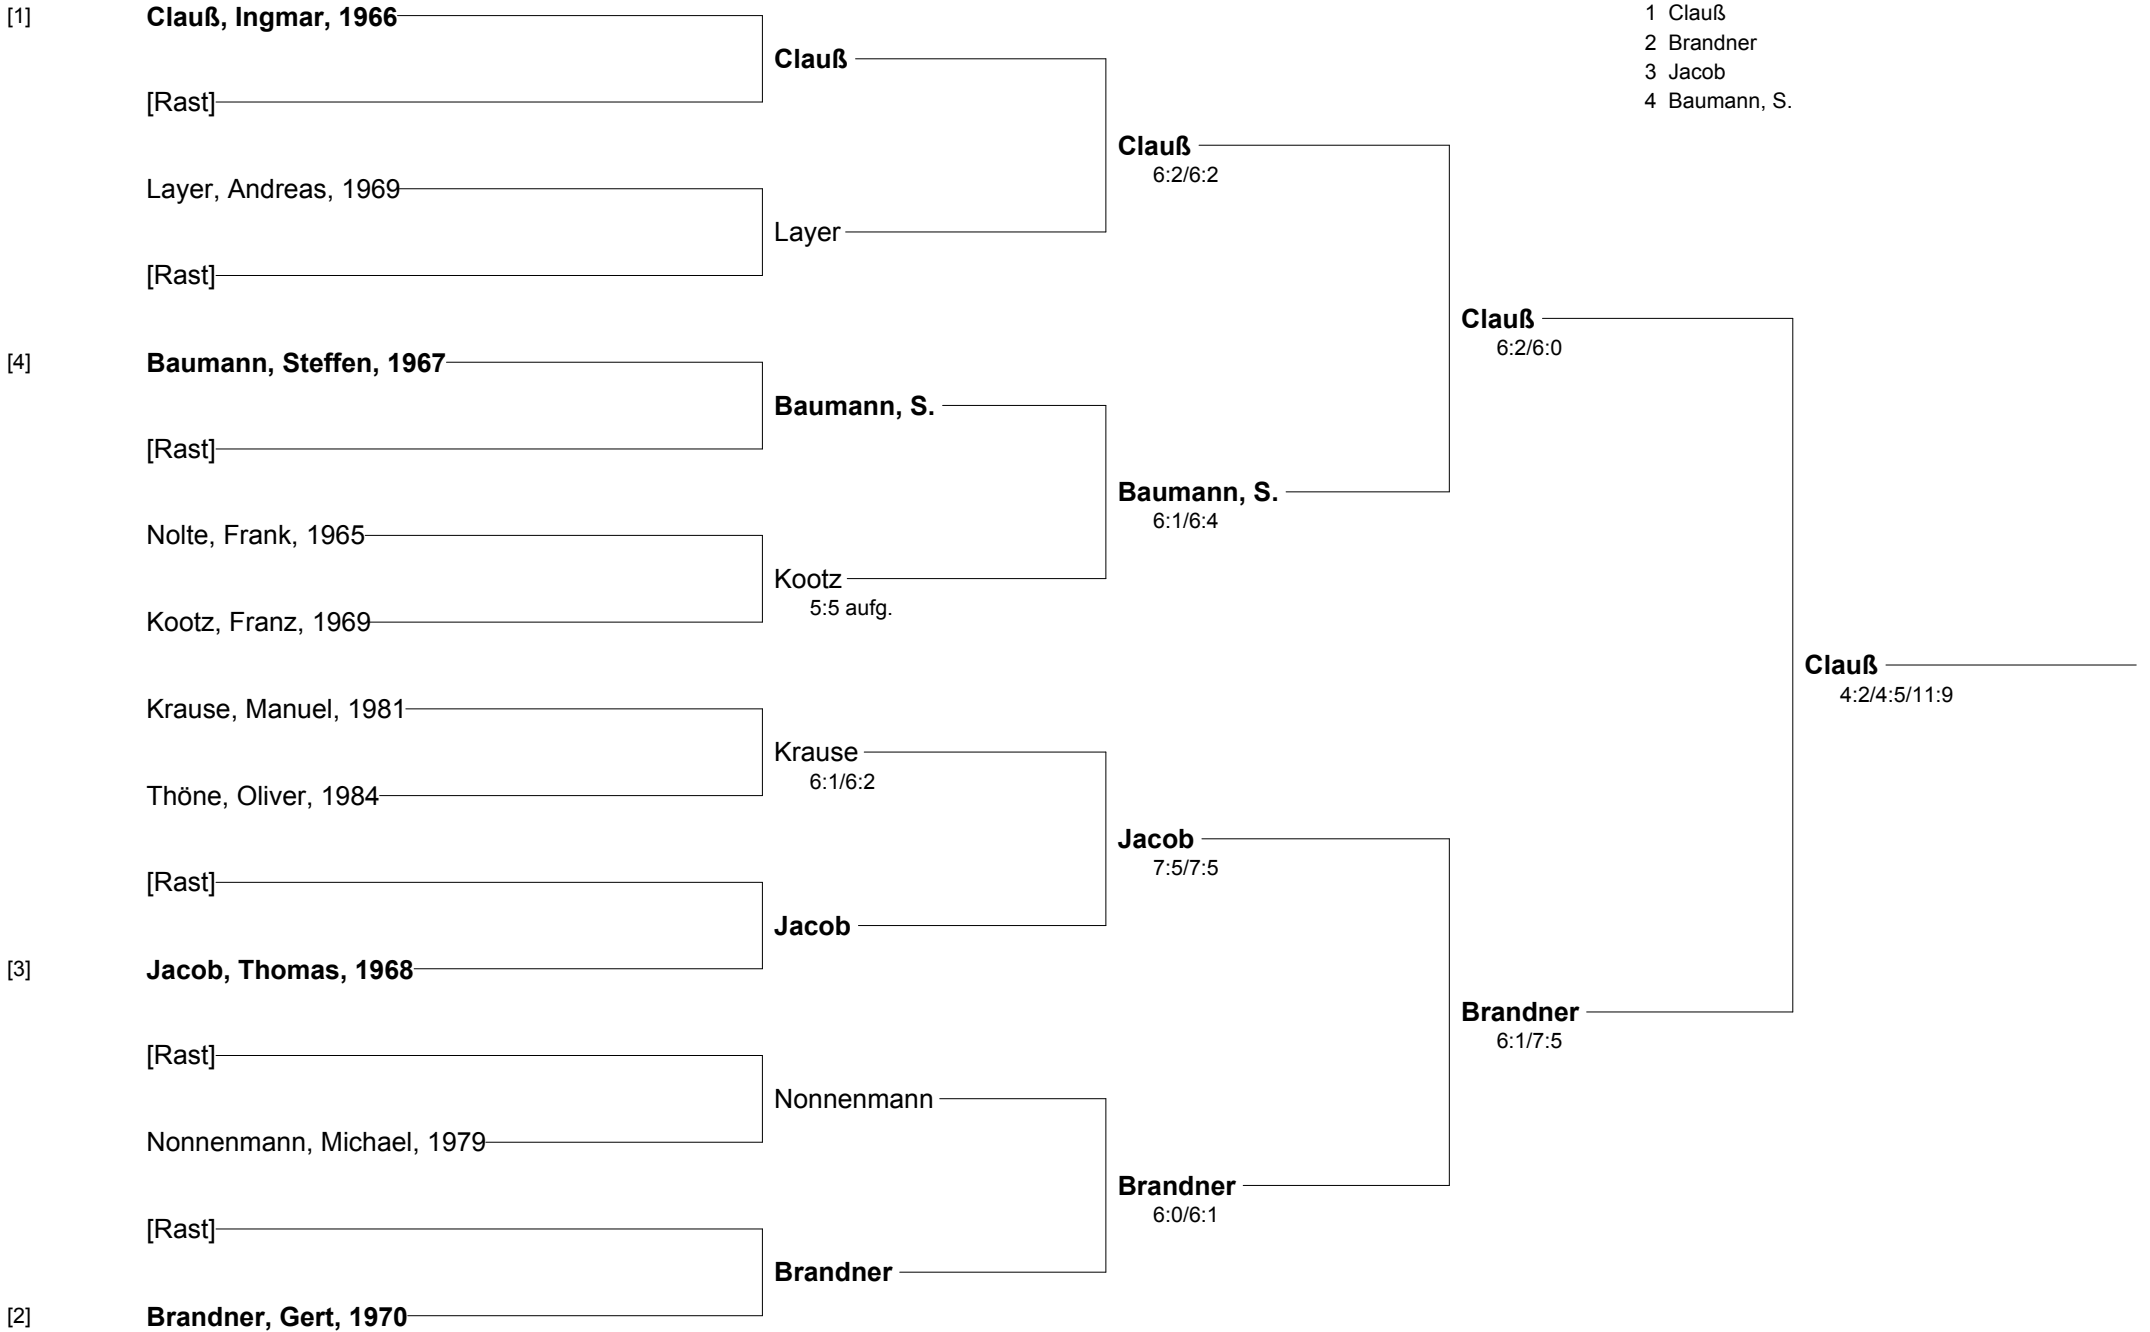 [1] Clauß, Ingmar, 1966
[Rast]
Layer, Andreas, 1969
[Rast]
[4] Baumann, Steffen, 1967
[Rast]
Nolte, Frank, 1965
Kootz, Franz, 1969
Krause, Manuel, 1981
Thöne, Oliver, 1984
[Rast]
[3] Jacob, Thomas, 1968
[Rast]
Nonnenmann, Michael, 1979
[Rast]
[2] Brandner, Gert, 1970
Clauß
Layer
Baumann, S.
Kootz
5:5 aufg.
Krause
6:1/6:2
Jacob
Nonnenmann
Brandner
Clauß
6:2/6:2
Baumann, S.
6:1/6:4
Jacob
7:5/7:5
Brandner
6:0/6:1
Clauß
6:2/6:0
Brandner
6:1/7:5
Clauß
4:2/4:5/11:9
1 Clauß
2 Brandner
3 Jacob
4 Baumann, S.